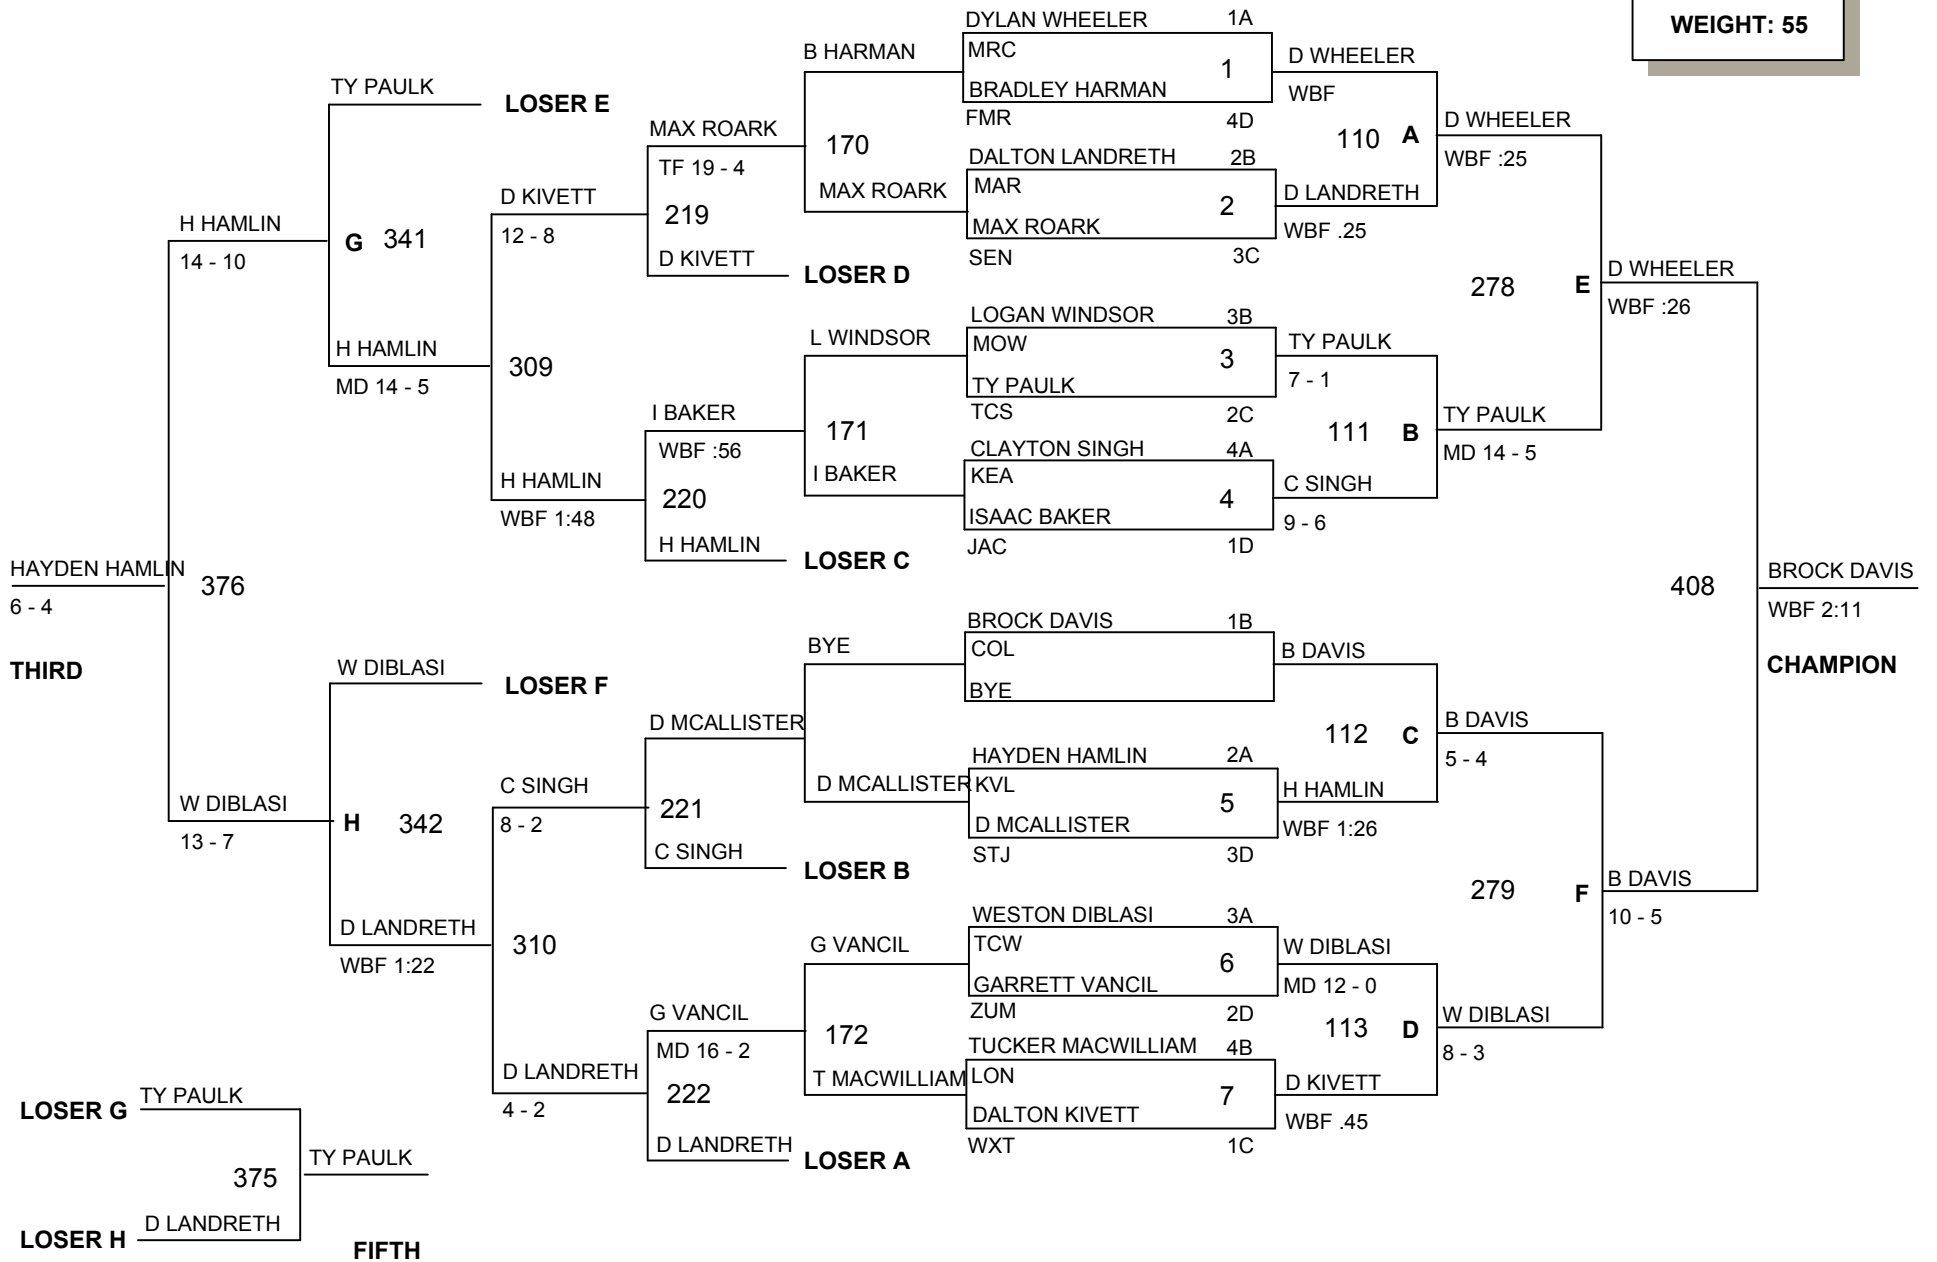 WEIGHT: 55
DYLAN WHEELER 1A
MRC
1
BRADLEY HARMAN
FMR 4D
DALTON LANDRETH 2B
MAR
2
MAX ROARK
SEN 3C
LOGAN WINDSOR 3B
MOW
3
TY PAULK
TCS 2C
CLAYTON SINGH 4A
KEA
4
ISAAC BAKER
JAC 1D
BROCK DAVIS 1B
COL
BYE
HAYDEN HAMLIN 2A
KVL
5
D MCALLISTER
STJ 3D
WESTON DIBLASI 3A
TCW
6
GARRETT VANCIL
ZUM 2D
TUCKER MACWILLIAM 4B
LON
7
DALTON KIVETT
WXT 1C
D WHEELER
WBF
110 A
D LANDRETH
WBF .25
TY PAULK
7 - 1
111 B
C SINGH
9 - 6
B DAVIS
112 C
H HAMLIN
WBF 1:26
W DIBLASI
MD 12 - 0
113 D
D KIVETT
WBF .45
D WHEELER
WBF :25
278 E
TY PAULK
MD 14 - 5
B DAVIS
5 - 4
279 F
W DIBLASI
8 - 3
D WHEELER
WBF :26
408
B DAVIS
10 - 5
BROCK DAVIS
WBF 2:11
CHAMPION
B HARMAN
170
MAX ROARK
L WINDSOR
171
I BAKER
BYE
D MCALLISTER
G VANCIL
172
T MACWILLIAM
MAX ROARK
TF 19 - 4
219
D KIVETT
LOSER D
I BAKER
WBF :56
220
H HAMLIN
LOSER C
D MCALLISTER
221
C SINGH
LOSER B
G VANCIL
MD 16 - 2
222
D LANDRETH
LOSER A
D KIVETT
12 - 8
309
H HAMLIN
WBF 1:48
C SINGH
8 - 2
310
D LANDRETH
4 - 2
TY PAULK
LOSER E
G 341
H HAMLIN
MD 14 - 5
W DIBLASI
LOSER F
H 342
D LANDRETH
WBF 1:22
H HAMLIN
14 - 10
376
W DIBLASI
13 - 7
HAYDEN HAMLIN
6 - 4
THIRD
LOSER G TY PAULK
375
TY PAULK
LOSER H D LANDRETH
FIFTH